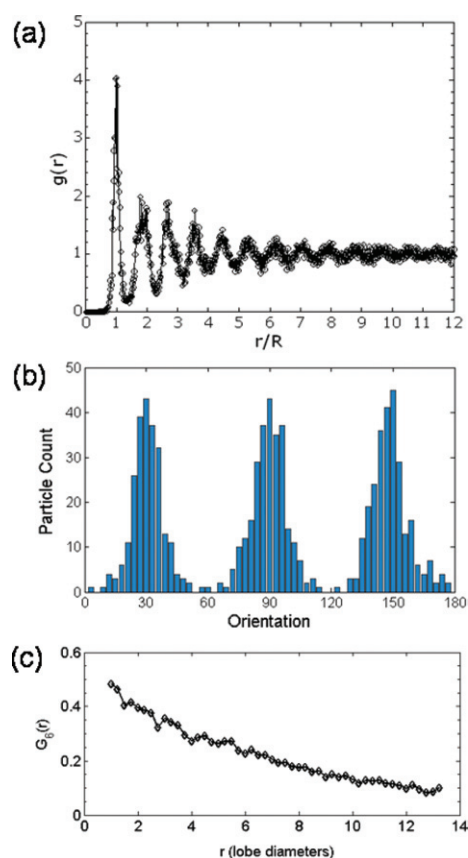 (a)
5
4
3
2
1
0
g(r)
0 1 2 3 4 5 6 7 8 9 10 11 12
r/R
(b)
50
40
30
20
10
0
Particle Count
0 30 60 90 120 150 180
Orientation
(c)
0.6
0.4
0.2
0
G6(r)
0 2 4 6 8 10 12 14
r (lobe diameters)